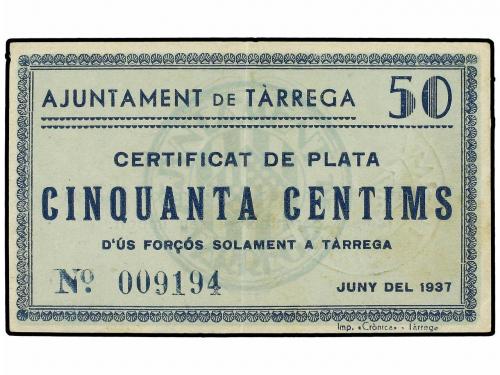 AJUNTAMENT DE TÀRREGA 50
CERTIFICAT DE PLATA
CINQUANTA CENTIMS
D'ÚS FORÇÓS SOLAMENT A TÀRREGA
Nº 009194
JUNY DEL 1937
Imp. «Crònica» - Tàrrega